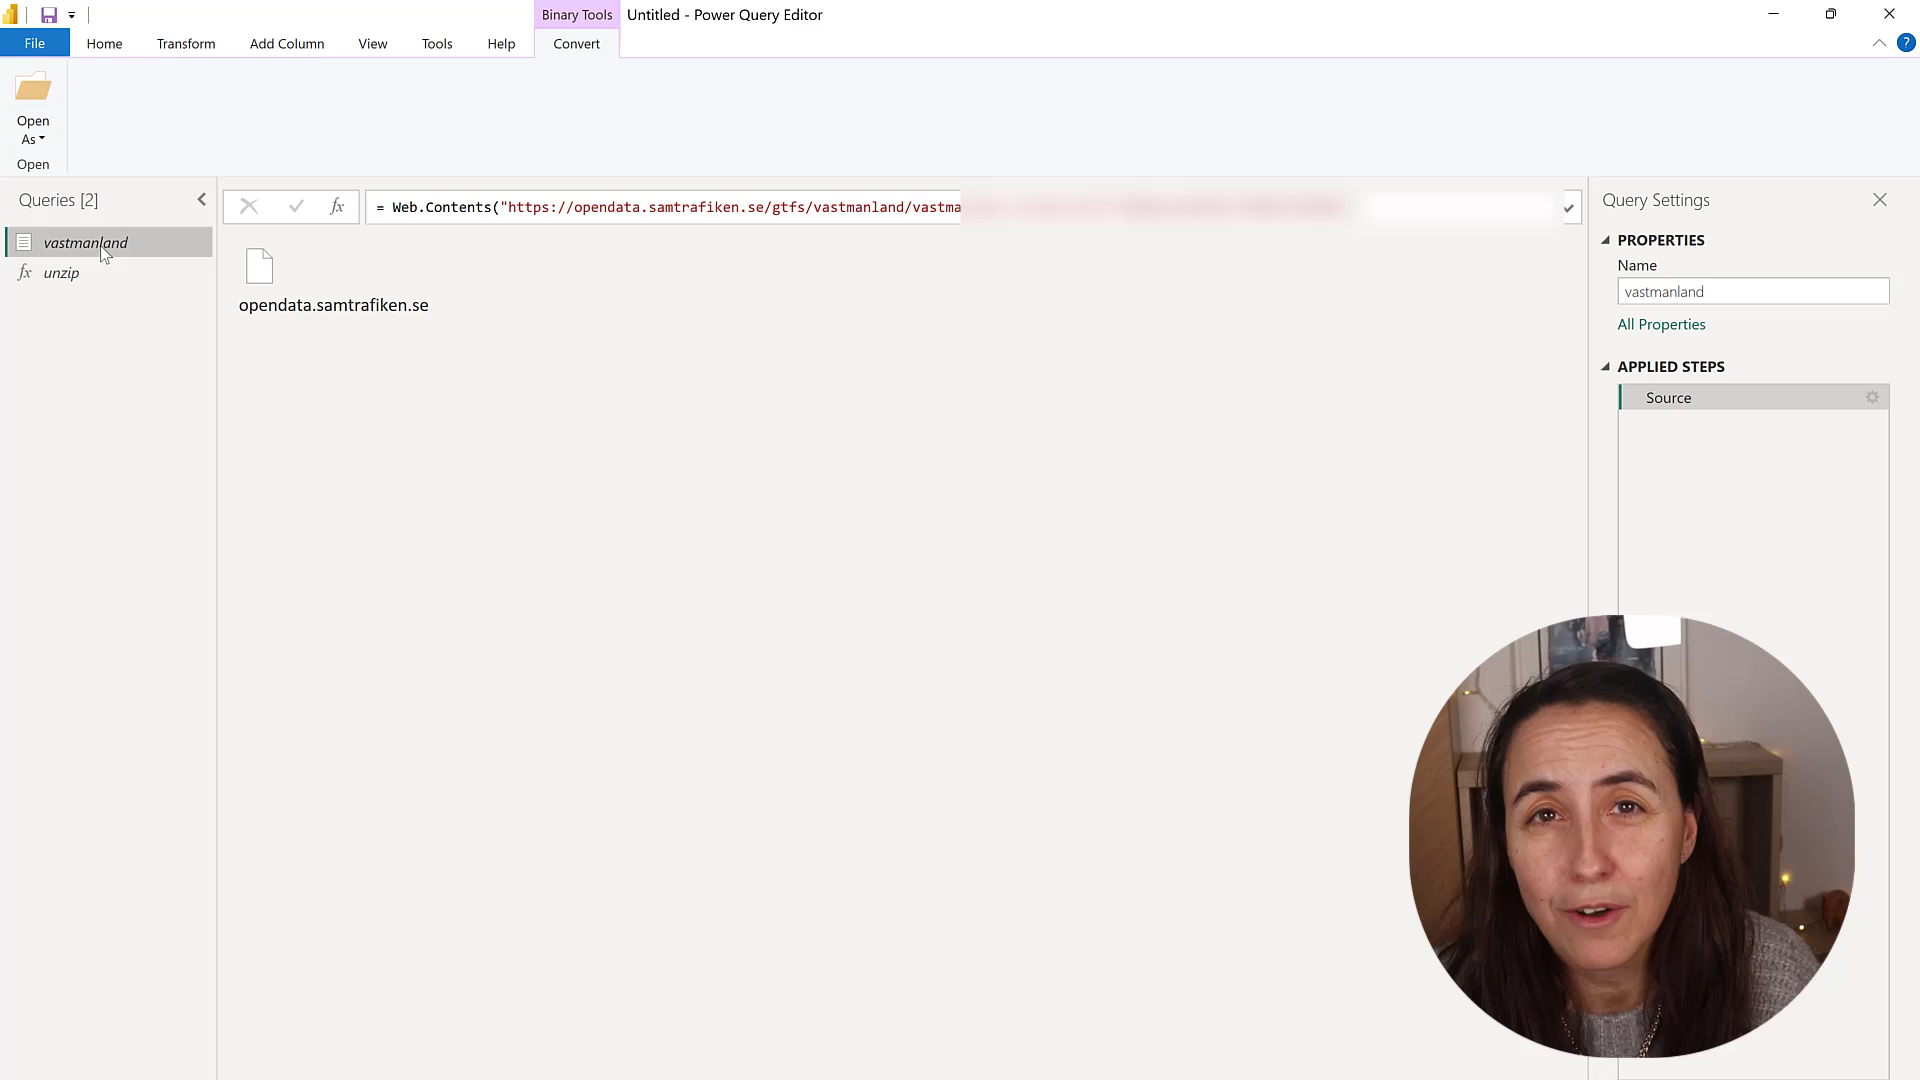 Binary Tools
Untitled - Power Query Editor
File
Home
Transform
Add Column
View
Tools
Help
Convert
?
Open
As
Open
Queries [2]
vastmanland
fx unzip
fx
= Web.Contents("https://opendata.samtrafiken.se/gtfs/vastmanland/vastma
opendata.samtrafiken.se
Query Settings
PROPERTIES
Name
vastmanland
All Properties
APPLIED STEPS
Source